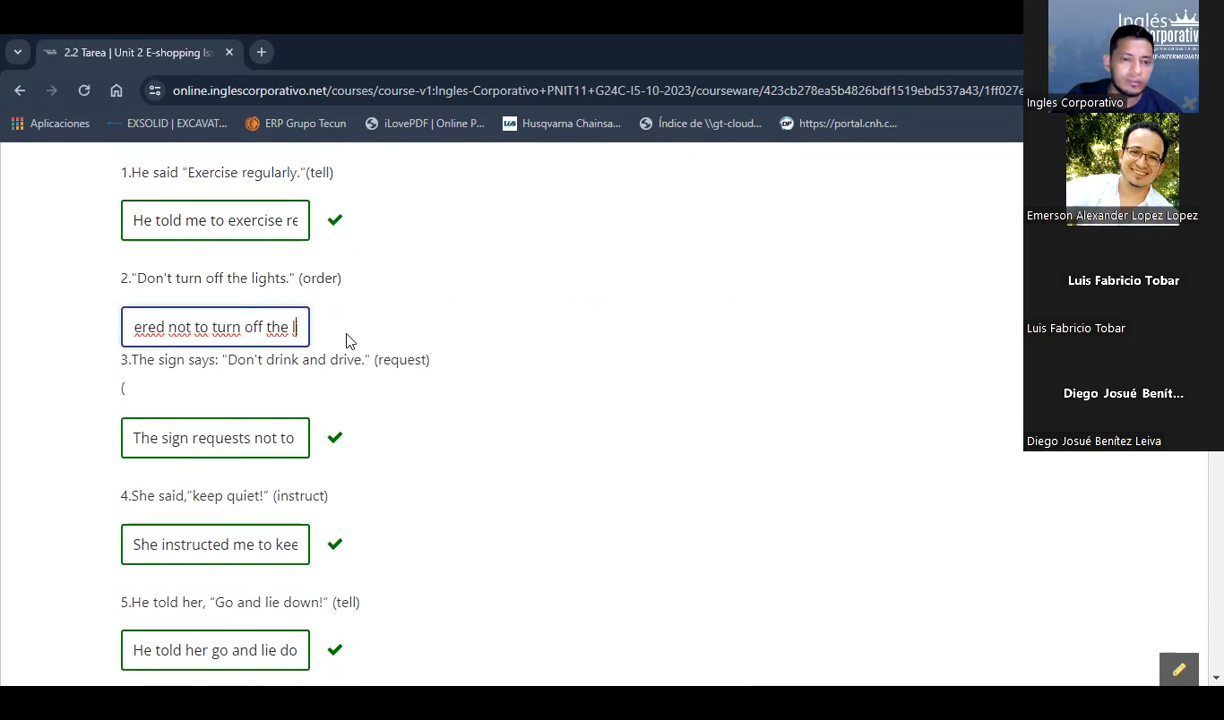 2.2 Tarea | Unit 2 E-shopping Is
online.inglescorporativo.net/courses/course-v1:Ingles-Corporativo+PNIT11+G24C-I5-10-2023/courseware/423cb278ea5b4826bdf1519ebd537a43/1ff027e
Aplicaciones
EXSOLID | EXCAVAT...
ERP Grupo Tecun
iLovePDF | Online P...
Husqvarna Chainsa...
Índice de \\gt-cloud...
https://portal.cnh.c...
1.He said "Exercise regularly."(tell)
He told me to exercise re
2."Don't turn off the lights." (order)
ered not to turn off the l
3.The sign says: "Don't drink and drive." (request)
(
The sign requests not to
4.She said,"keep quiet!" (instruct)
She instructed me to kee
5.He told her, "Go and lie down!" (tell)
He told her go and lie do
Inglés
Corporativo
Ingles Corporativo
Emerson Alexander Lopez Lopez
Luis Fabricio Tobar
Luis Fabricio Tobar
Diego Josué Benít...
Diego Josué Benítez Leiva